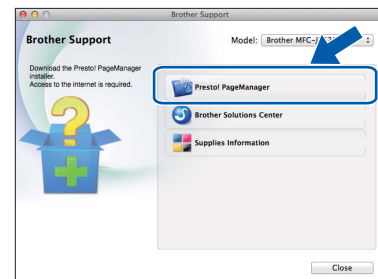 Brother Support
Brother Support
Model: Brother
Download the Presto! PageManager
installer.
Access to the internet is required.
Presto! PageManager
Brother Solutions Center
Supplies Information
Close